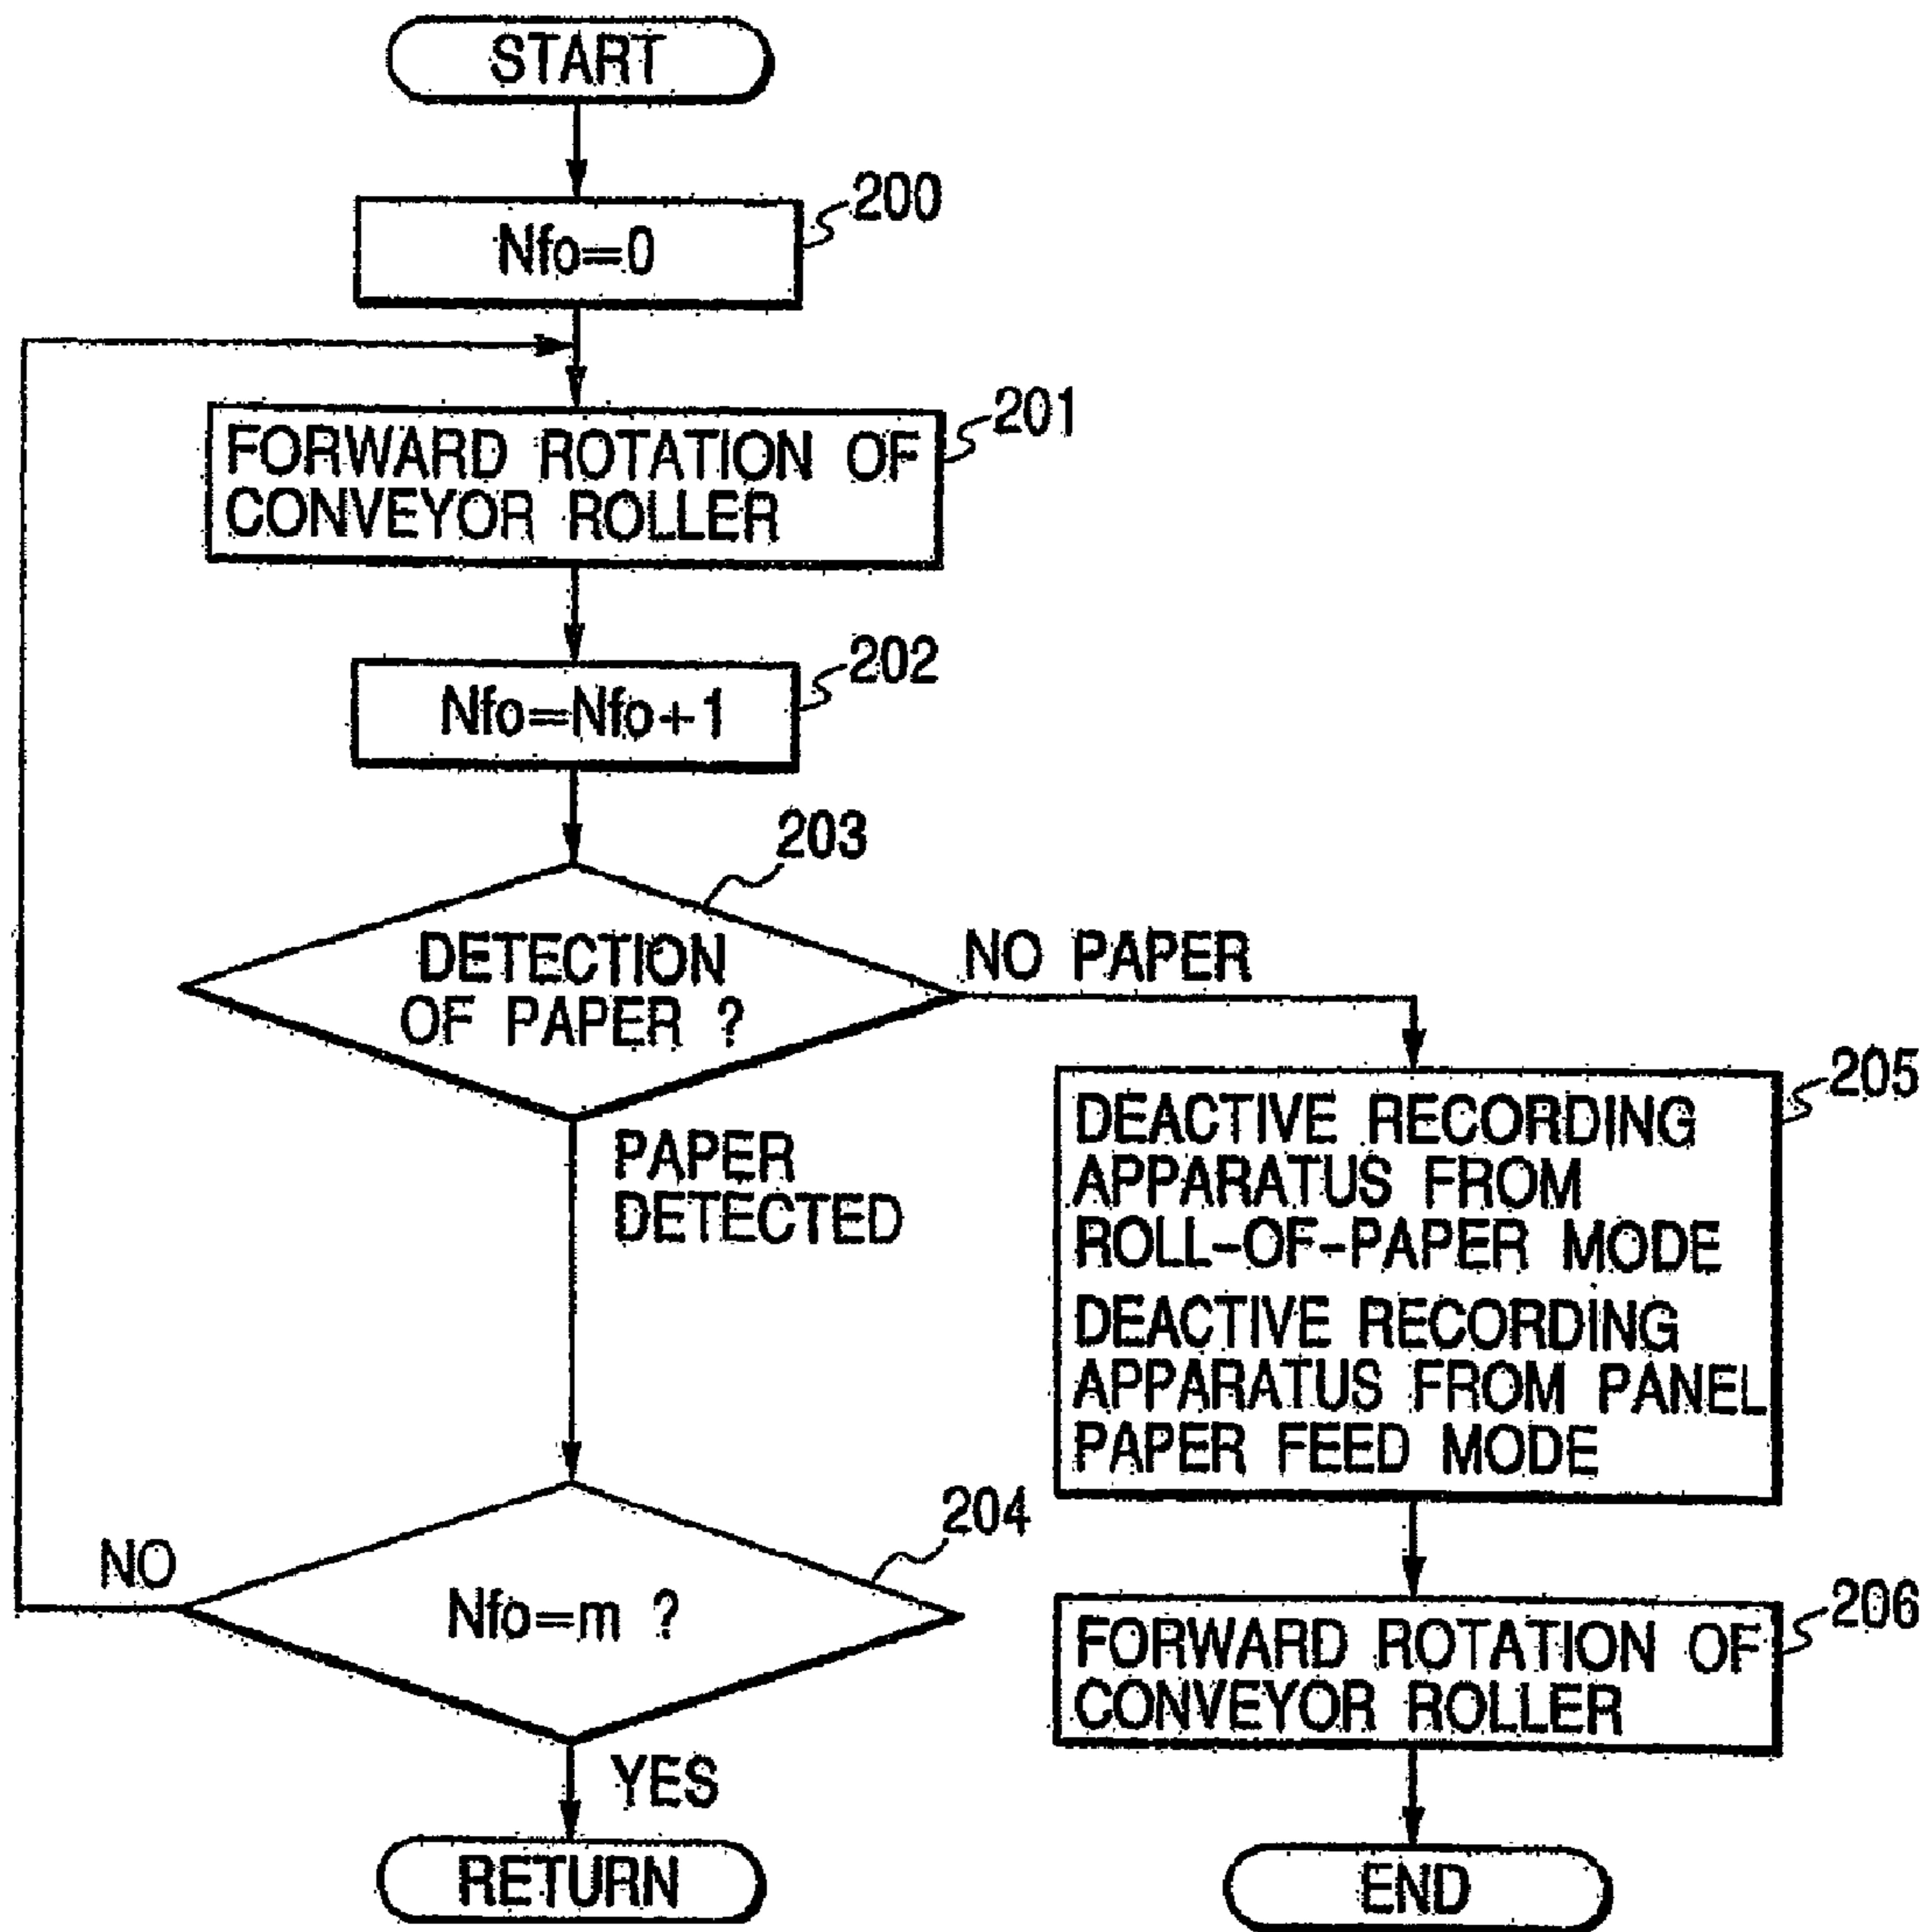 START
200
Nfo=0
201
FORWARD ROTATION OF
CONVEYOR ROLLER
202
Nfo=Nfo+1
203
DETECTION
OF PAPER ?
NO PAPER
PAPER
DETECTED
205
DEACTIVE RECORDING
APPARATUS FROM
ROLL-OF-PAPER MODE
DEACTIVE RECORDING
APPARATUS FROM PANEL
PAPER FEED MODE
204
NO
Nfo=m ?
YES
206
FORWARD ROTATION OF
CONVEYOR ROLLER
RETURN
END